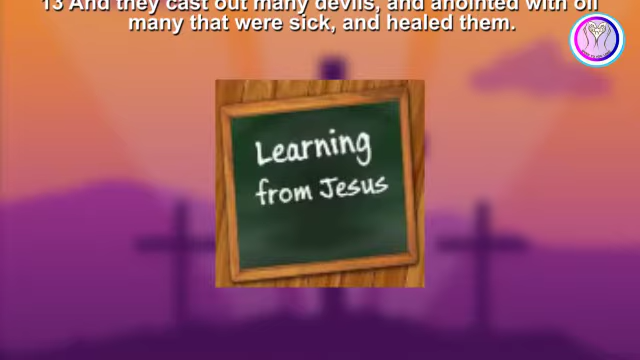 13 And they cast out many devils, and anointed with oil
many that were sick, and healed them.
Learning
from Jesus